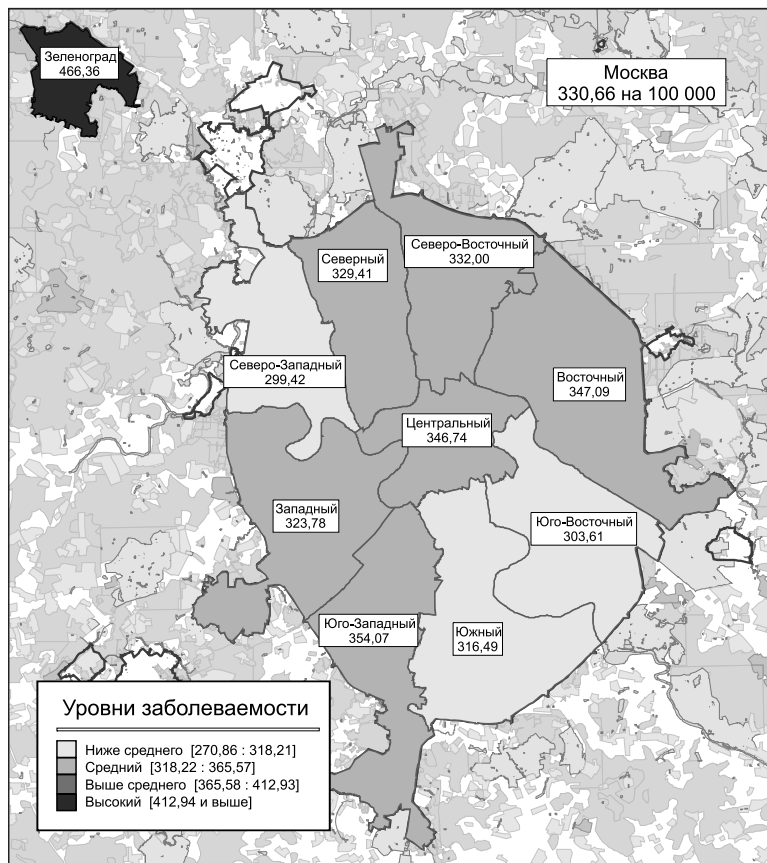 Зеленоград
466,36
Москва
330,66 на 100 000
Северный
329,41
Северо-Восточный
332,00
Северо-Западный
299,42
Восточный
347,09
Центральный
346,74
Западный
323,78
Юго-Восточный
303,61
Юго-Западный
354,07
Южный
316,49
Уровни заболеваемости
Ниже среднего [270,86 : 318,21]
Средний [318,22 : 365,57]
Выше среднего [365,58 : 412,93]
Высокий [412,94 и выше]